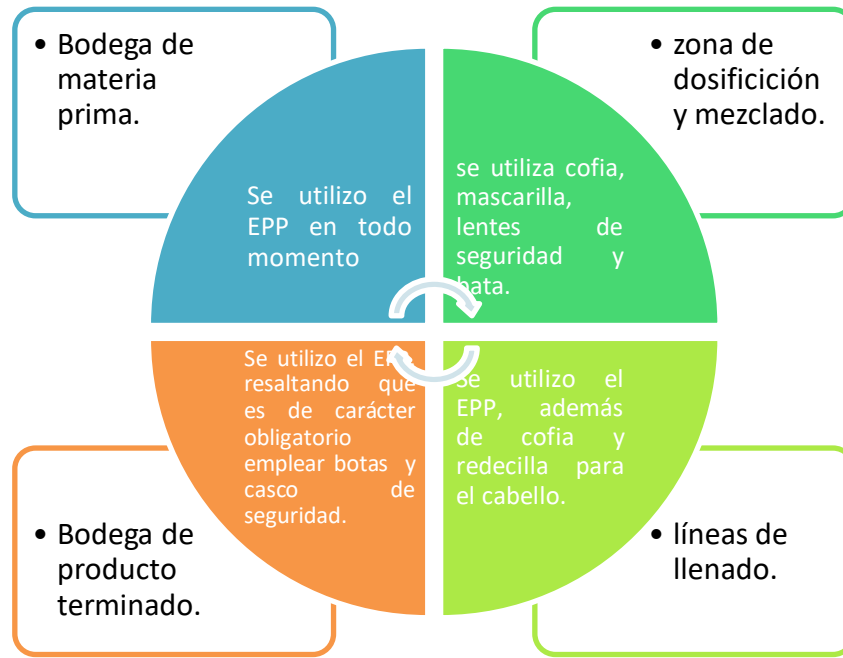 • Bodega de
materia
prima.
Se utilizo el
EPP en todo
momento
• zona de
dosificición
y mezclado.
se utiliza cofia,
mascarilla,
lentes de
seguridad y
bata.
Se utilizo el
resaltando que
es de carácter
obligatorio
emplear botas y
casco de
seguridad.
• Bodega de
producto
terminado.
Se utilizo el
EPP, además
de cofia y
redecilla para
el cabello.
• líneas de
llenado.